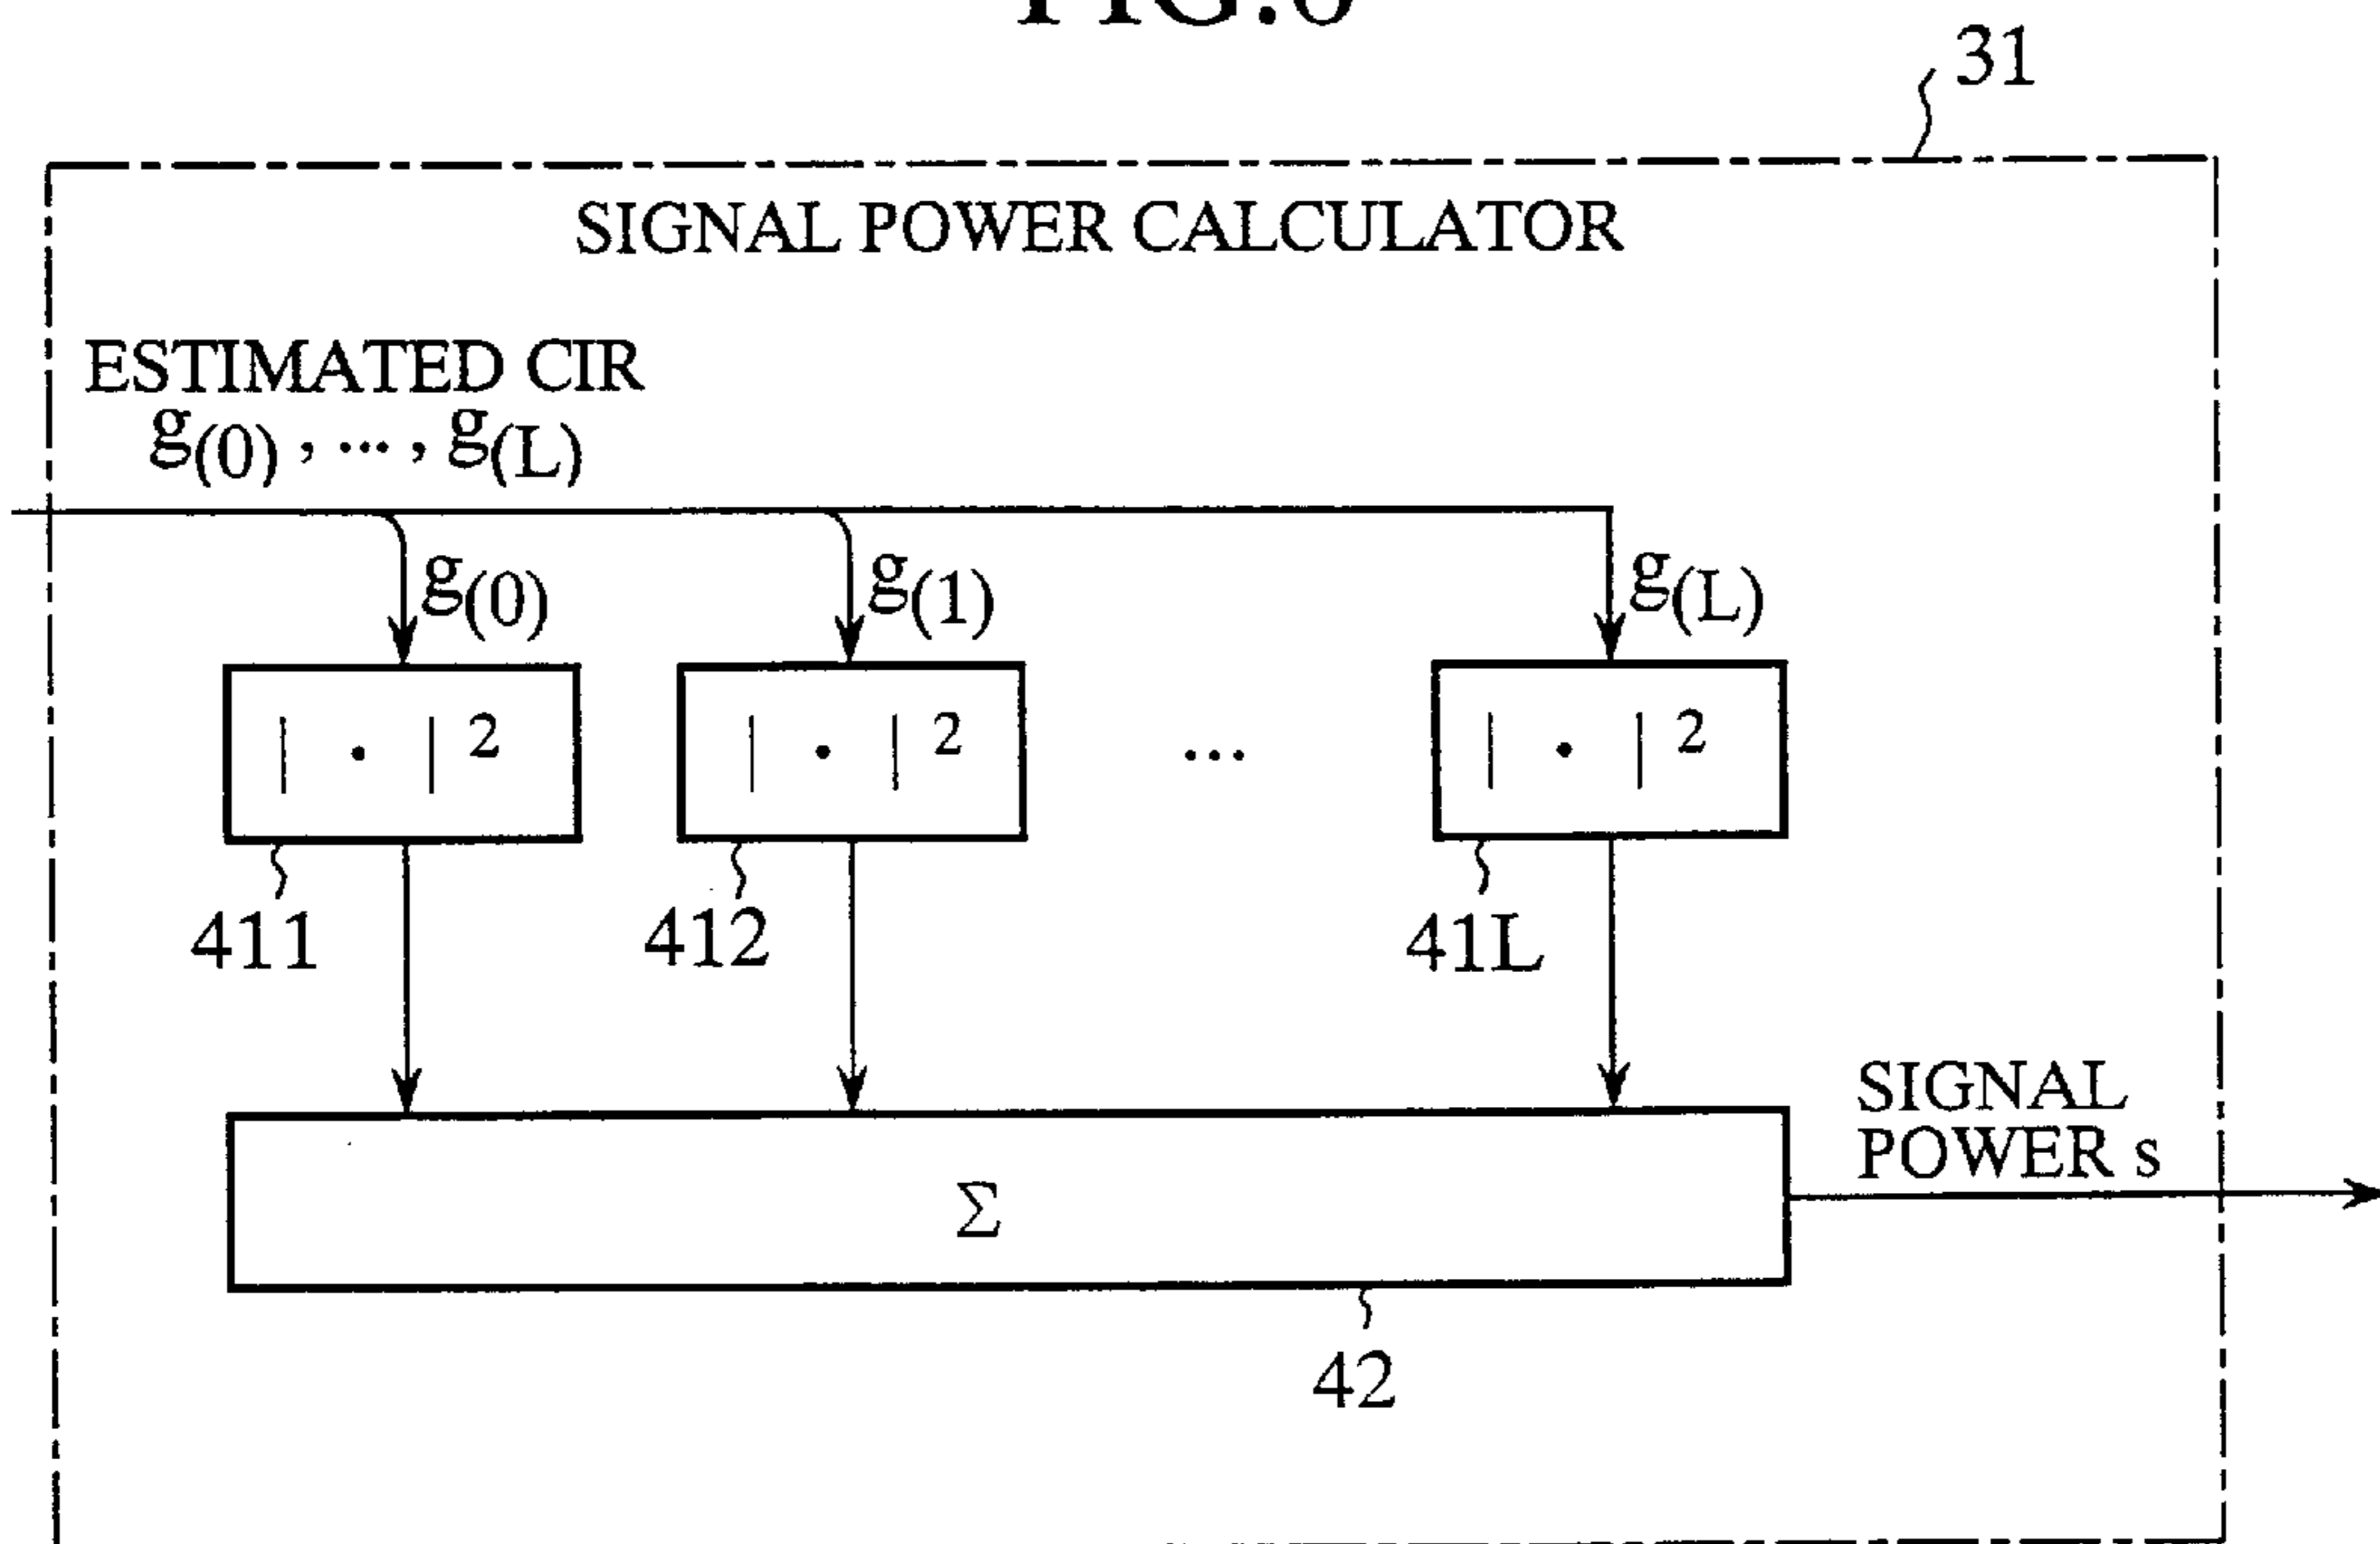 31
SIGNAL POWER CALCULATOR
ESTIMATED CIR
g(0) , ... , g(L)
g(0) g(1) g(L)
| · | 2 | · | 2 ... | · | 2
411 412 41L
SIGNAL
POWER s
Σ
42